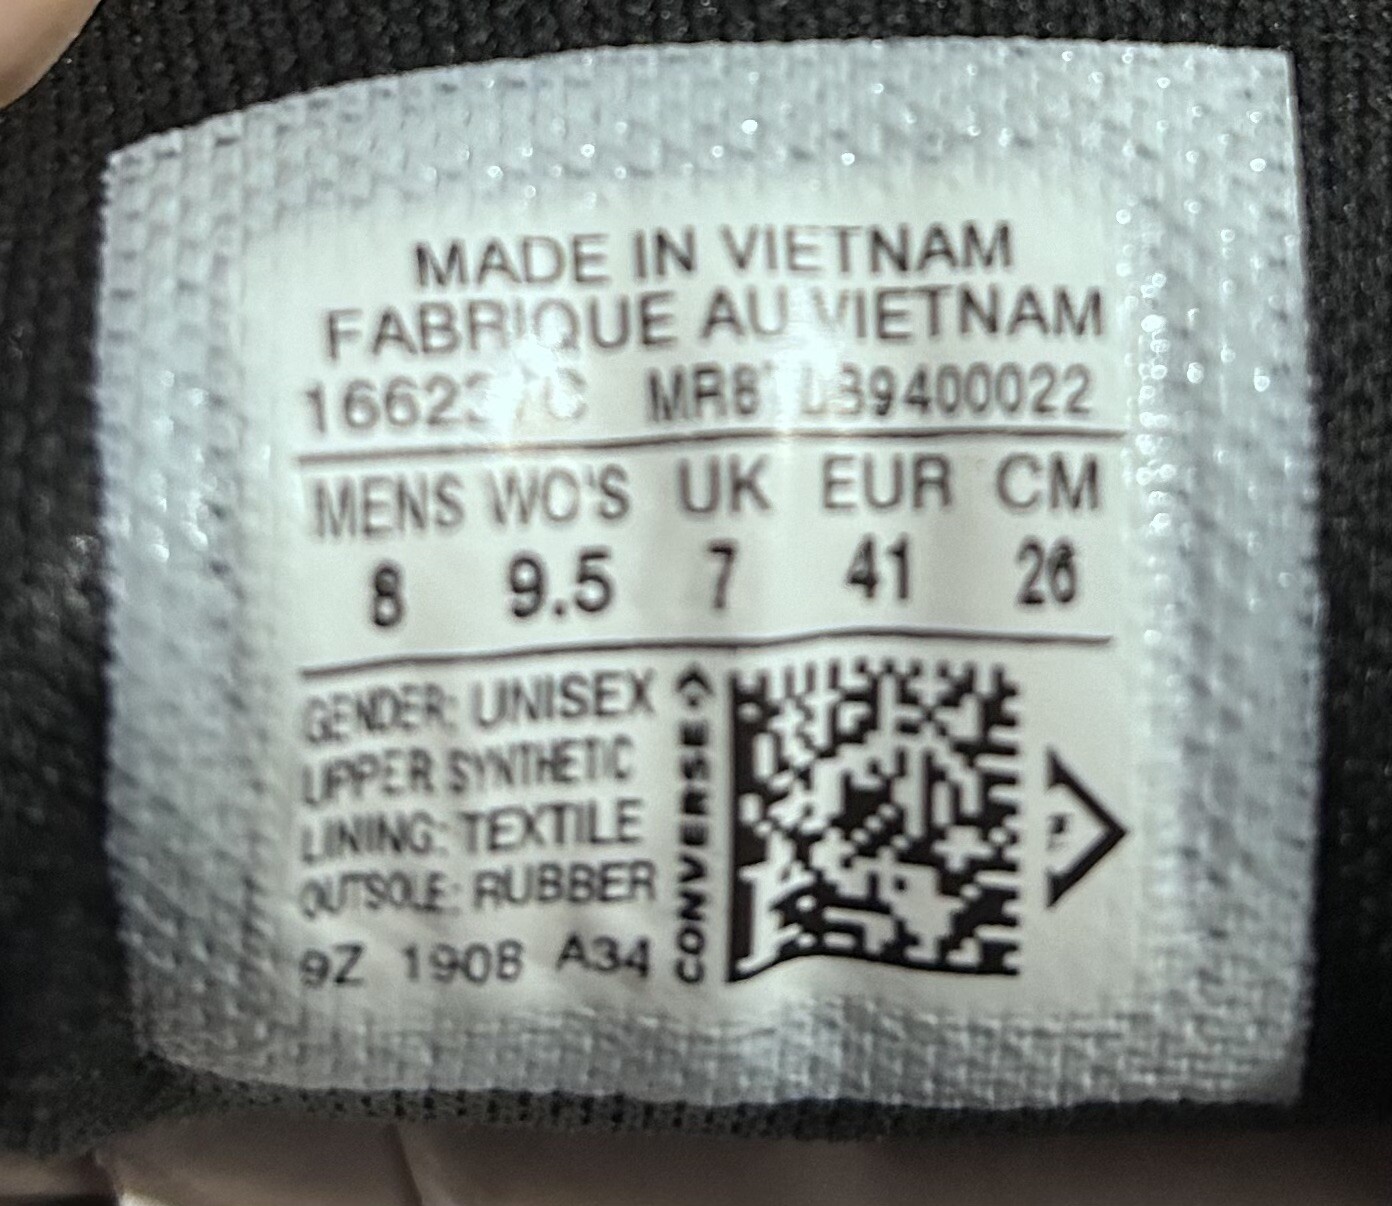 MADE IN VIETNAM
FABRIQUE AU VIETNAM
MENS WO'S UK EUR CM
8 9.5 7 41 26
GENDER: UNISEX
UPPER SYNTHETIC
LINING: TEXTILE
OUTSOLE: RUBBER
9Z 1908 A34
CONVERSE